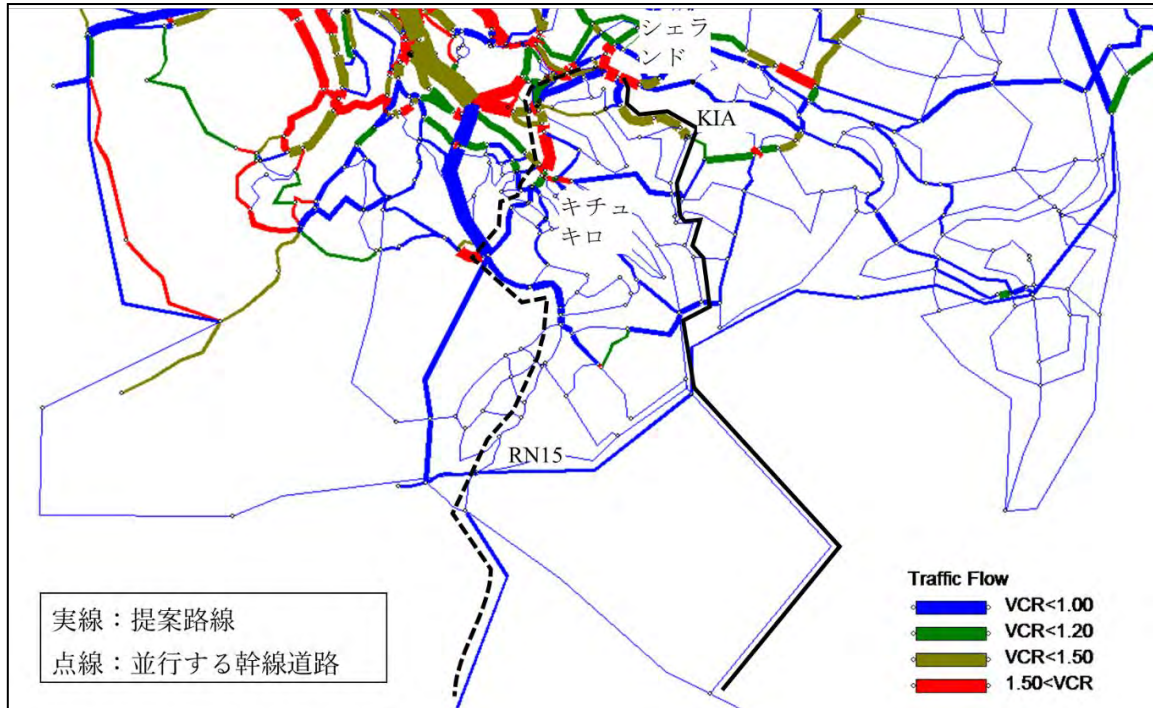 シェラ
ンド
KIA
キチュ
キロ
RN15
実線：提案路線
点線：並行する幹線道路
Traffic Flow
VCR<1.00
VCR<1.20
VCR<1.50
1.50<VCR